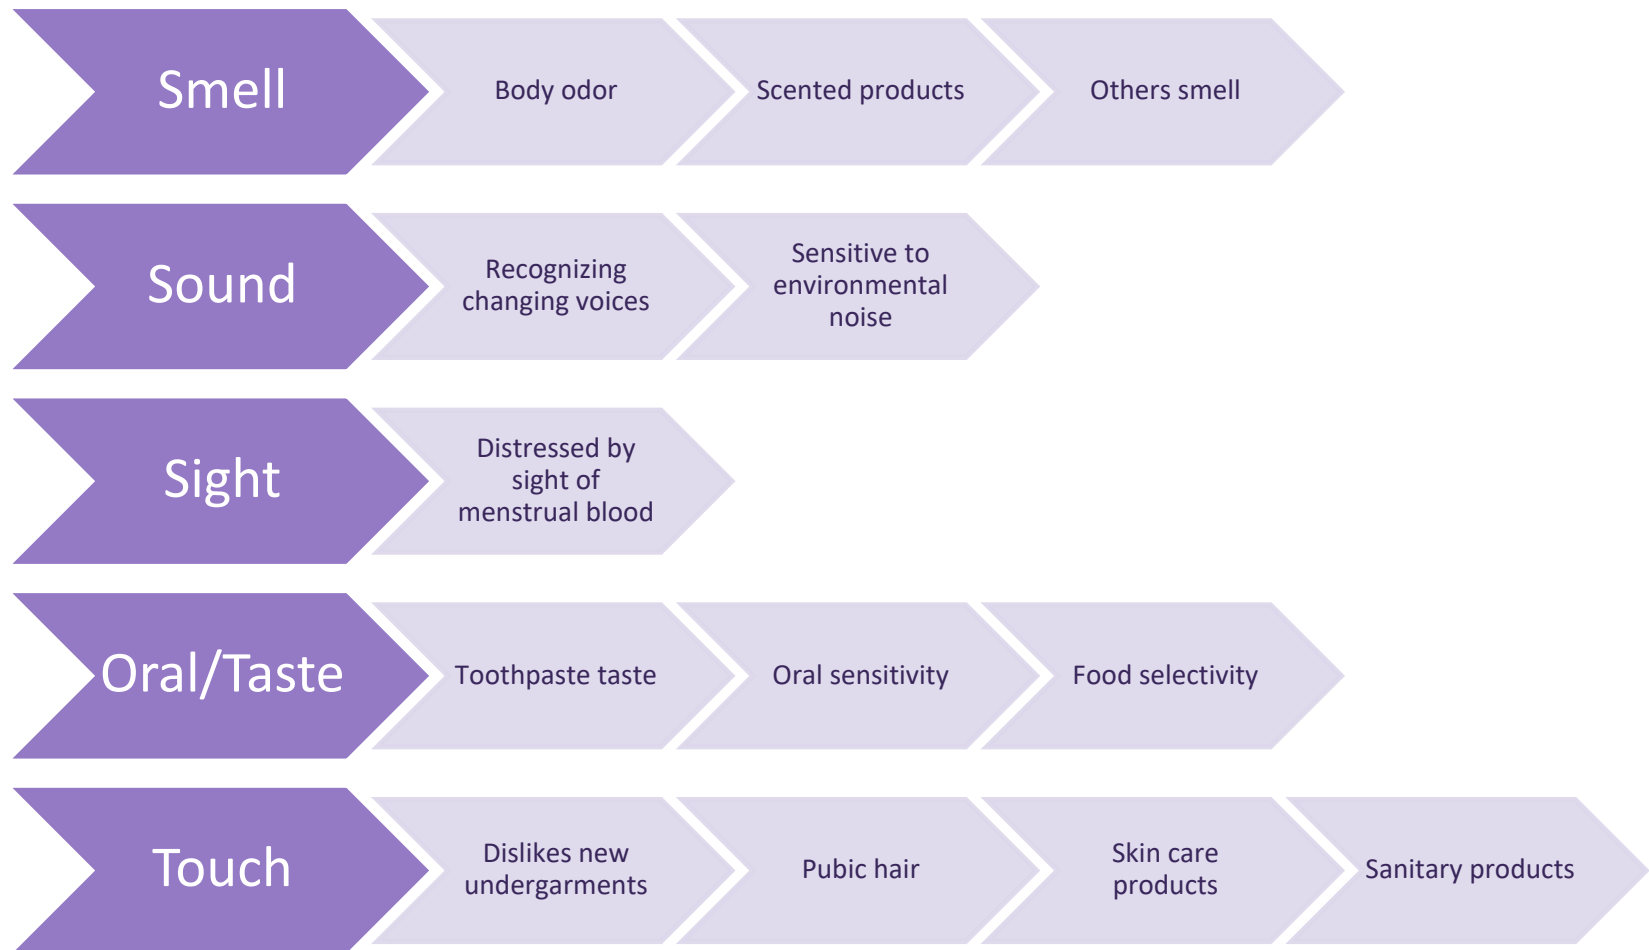 Smell
Body odor
Scented products
Others smell
Sound
Recognizing
changing voices
Sensitive to
environmental
noise
Sight
Distressed by
sight of
menstrual blood
Oral/Taste
Toothpaste taste
Oral sensitivity
Food selectivity
Touch
Dislikes new
undergarments
Pubic hair
Skin care
products
Sanitary products